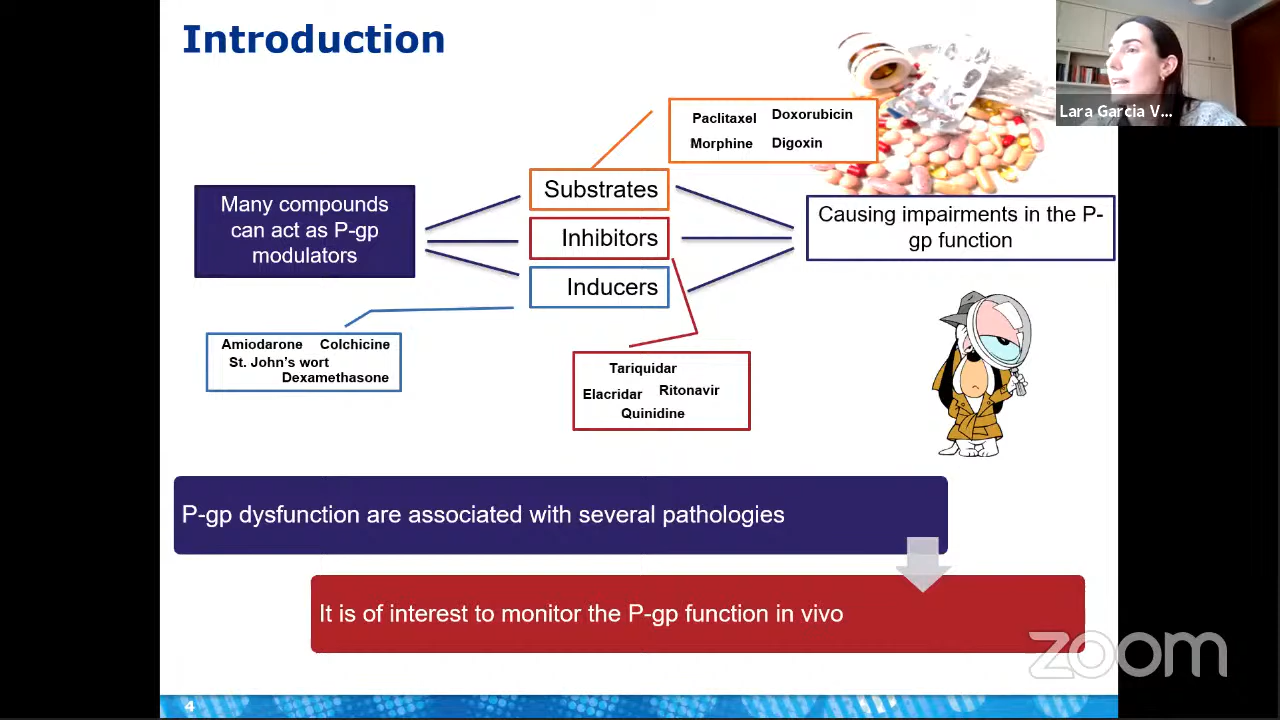 Introduction
Lara Garcia V...
Paclitaxel Doxorubicin
Morphine Digoxin
Many compounds
can act as P-gp
modulators
Substrates
Inhibitors
Inducers
Causing impairments in the P-
gp function
Amiodarone Colchicine
St. John's wort
Dexamethasone
Tariquidar
Elacridar Ritonavir
Quinidine
P-gp dysfunction are associated with several pathologies
It is of interest to monitor the P-gp function in vivo
zoom
4